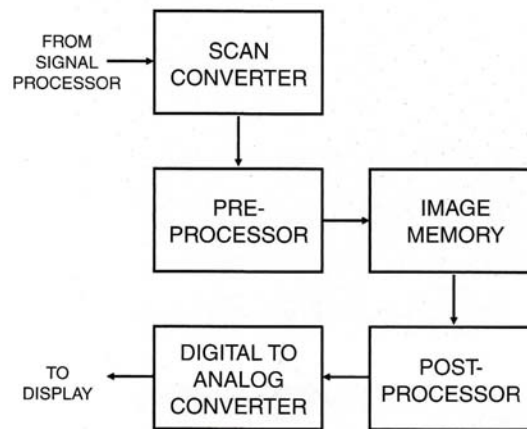 FROM
SIGNAL
PROCESSOR
SCAN
CONVERTER
PRE-
PROCESSOR
IMAGE
MEMORY
TO
DISPLAY
DIGITAL TO
ANALOG
CONVERTER
POST-
PROCESSOR